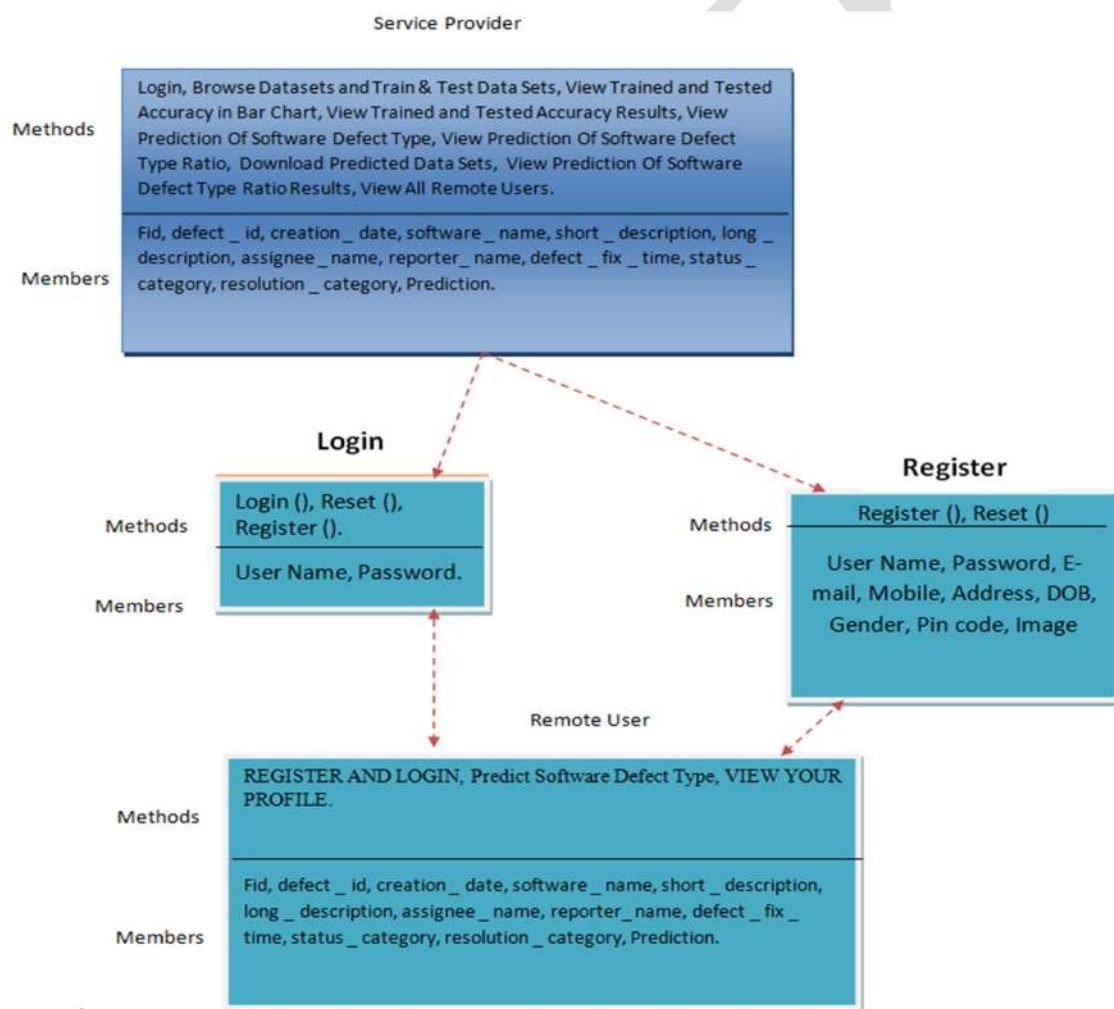 Service Provider
Methods
Login, Browse Datasets and Train & Test Data Sets, View Trained and Tested
Accuracy in Bar Chart, View Trained and Tested Accuracy Results, View
Prediction Of Software Defect Type, View Prediction Of Software Defect
Type Ratio, Download Predicted Data Sets, View Prediction Of Software
Defect Type Ratio Results, View All Remote Users.
Members
Fid, defect _ id, creation _ date, software _ name, short _ description, long _
description, assignee _ name, reporter_ name, defect _ fix _ time, status _
category, resolution _ category, Prediction.
Login
Methods
Login (), Reset (),
Register ().
Members
User Name, Password.
Register
Methods
Register (), Reset ()
Members
User Name, Password, E-
mail, Mobile, Address, DOB,
Gender, Pin code, Image
Remote User
Methods
REGISTER AND LOGIN, Predict Software Defect Type, VIEW YOUR
PROFILE.
Members
Fid, defect _ id, creation _ date, software _ name, short _ description,
long _ description, assignee _ name, reporter_ name, defect _ fix _
time, status _ category, resolution _ category, Prediction.